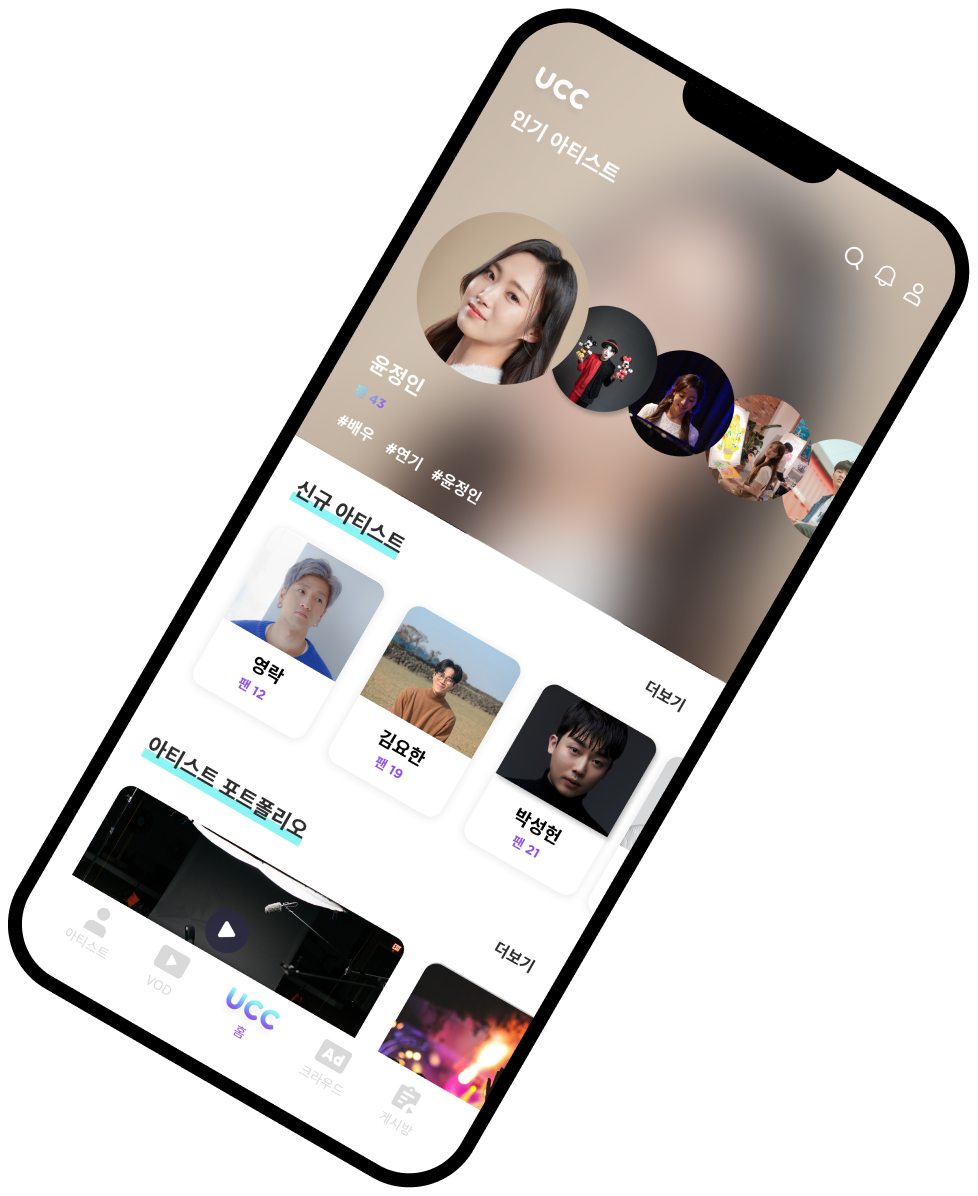 UCC
인기 아티스트
윤정인
팬 43
#배우 #연기 #윤정인
신규 아티스트
더보기
영락
팬 12
김요한
팬 19
박성헌
팬 21
아티스트 포트폴리오
더보기
아티스트
VOD
UCC
홈
Ad
크라우드
게시방